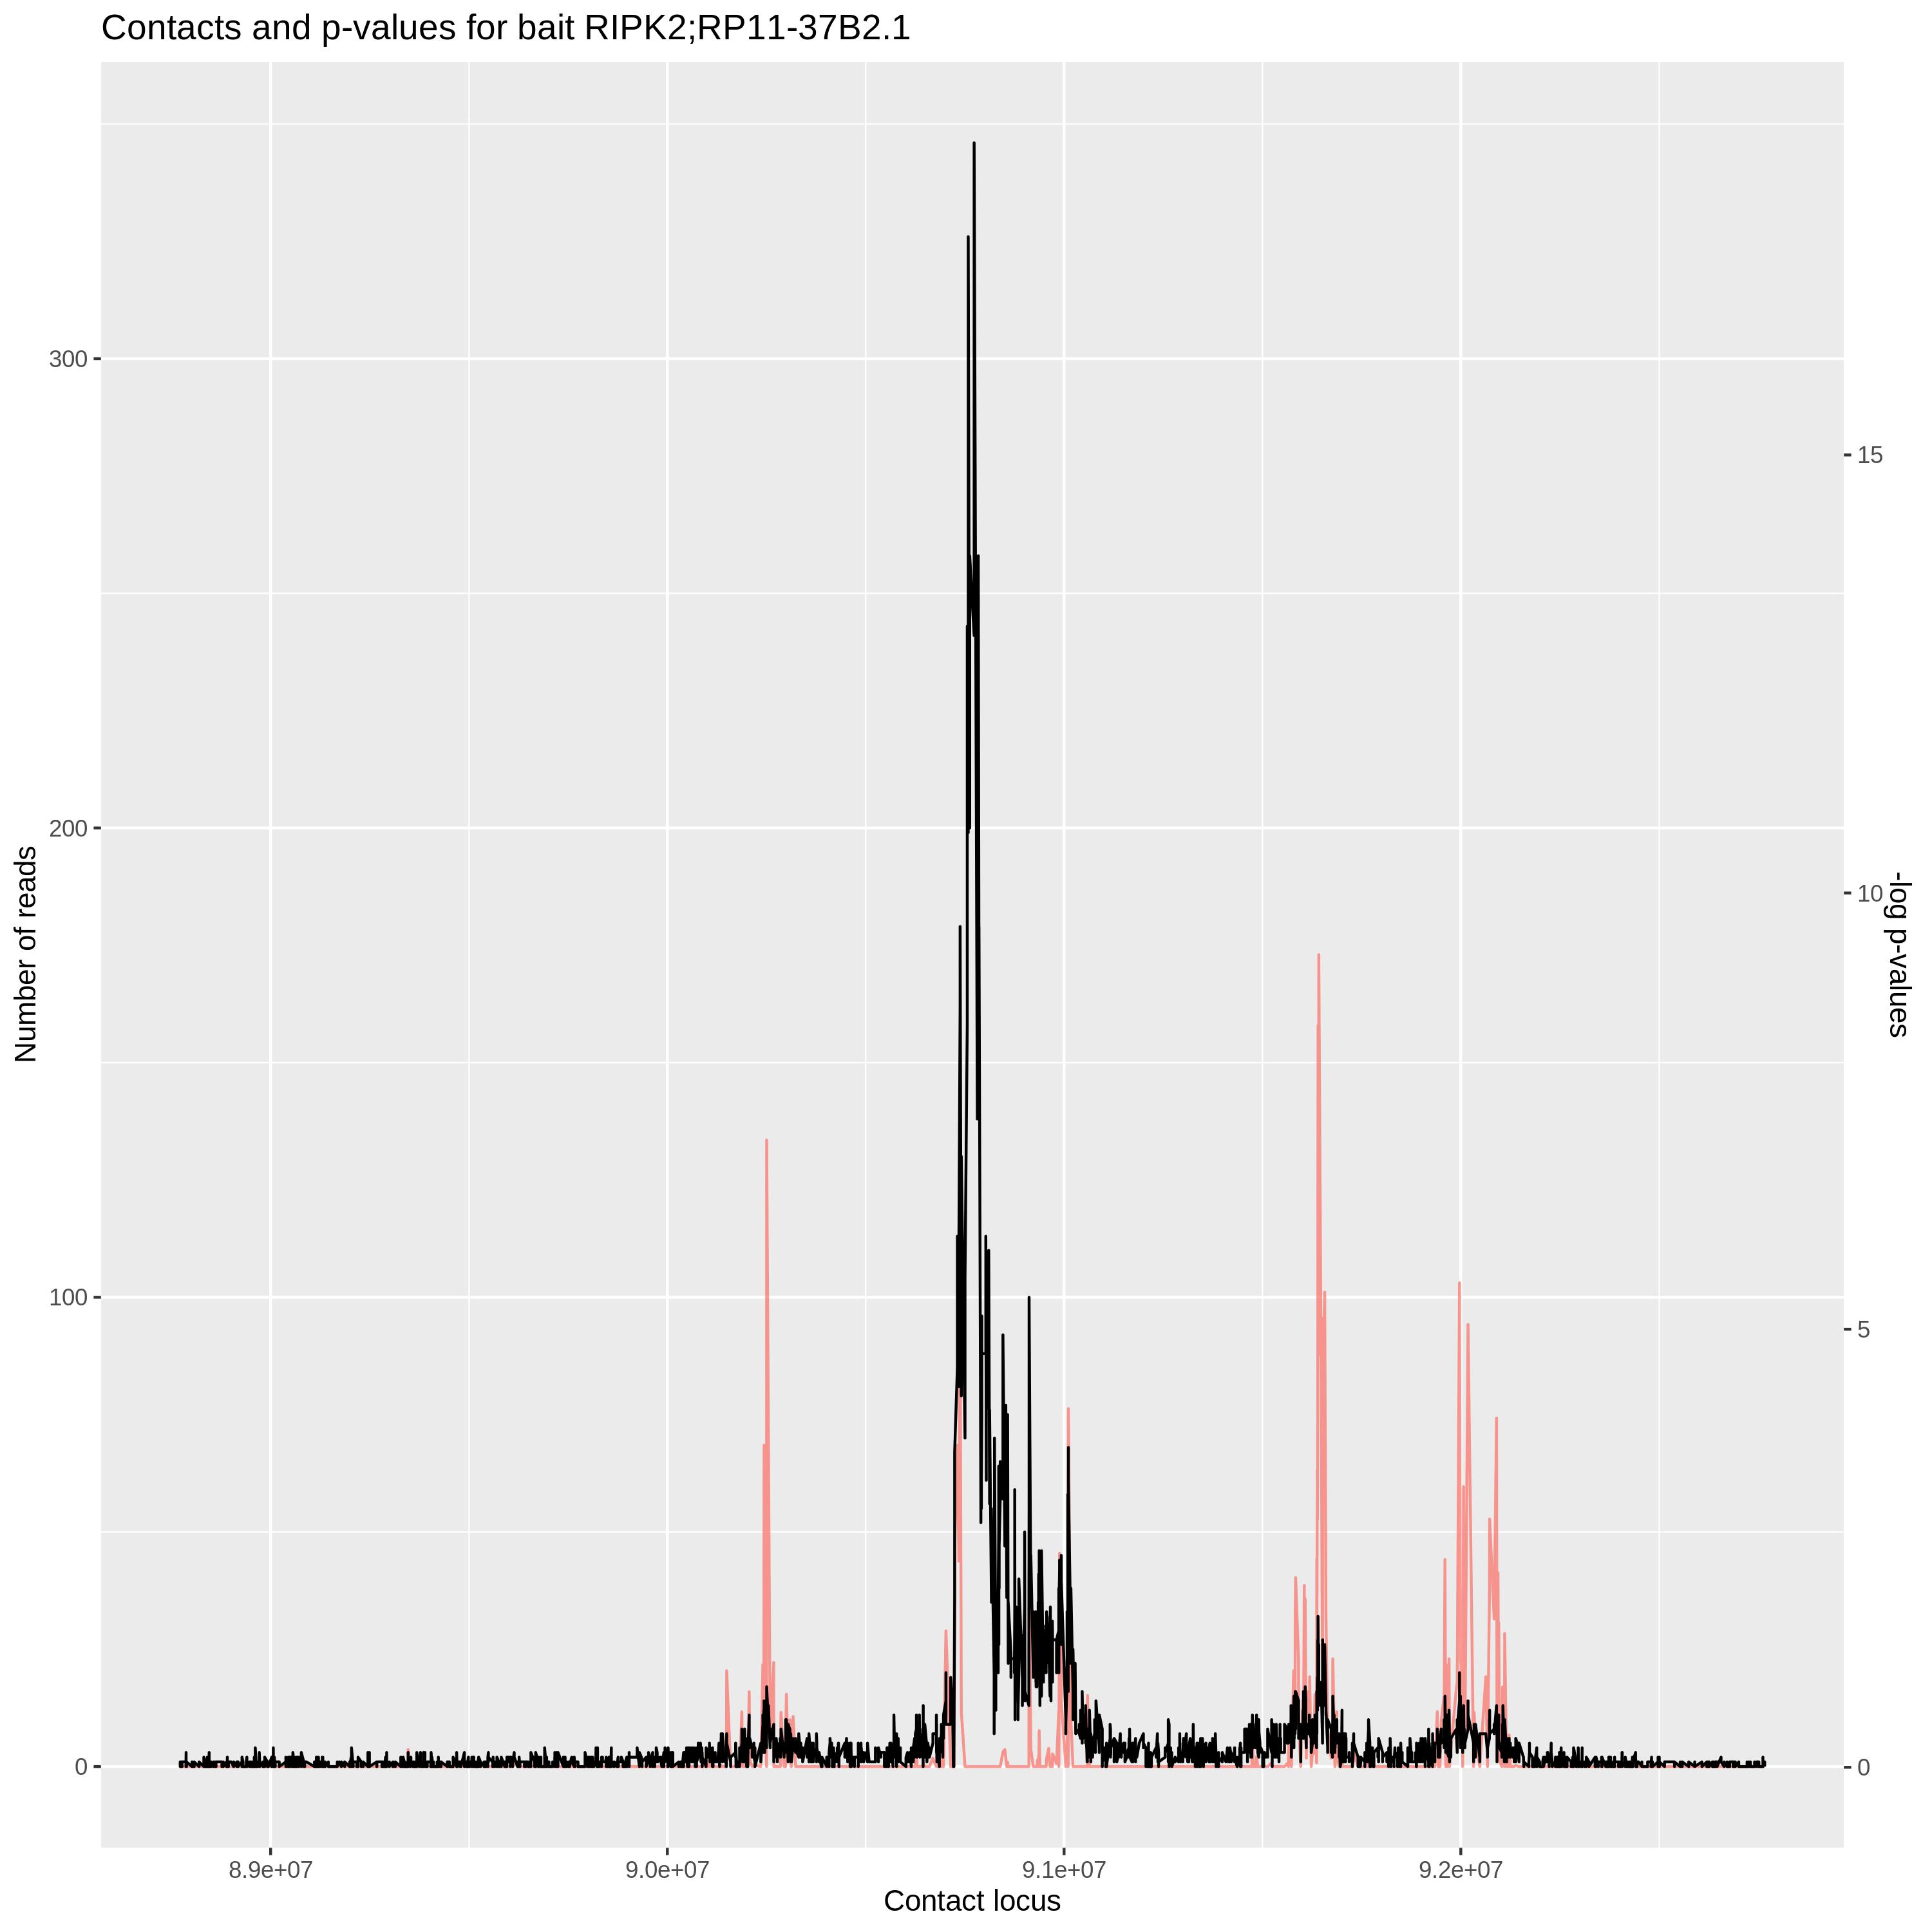 Contacts and p-values for bait RIPK2;RP11-37B2.1
300
200
100
0
Number of reads
15
10
5
0
-log p-values
8.9e+07
9.0e+07
9.1e+07
9.2e+07
Contact locus